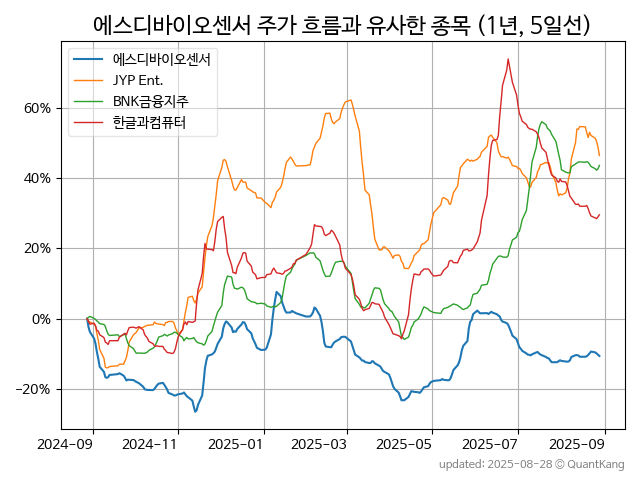 에스디바이오센서 주가 흐름과 유사한 종목 (1년, 5일선)
에스디바이오센서
JYP Ent.
BNK금융지주
한글과컴퓨터
60%
40%
20%
0%
−20%
2024-09
2024-11
2025-01
2025-03
2025-05
2025-07
2025-09
updated: 2025-08-28 © QuantKang